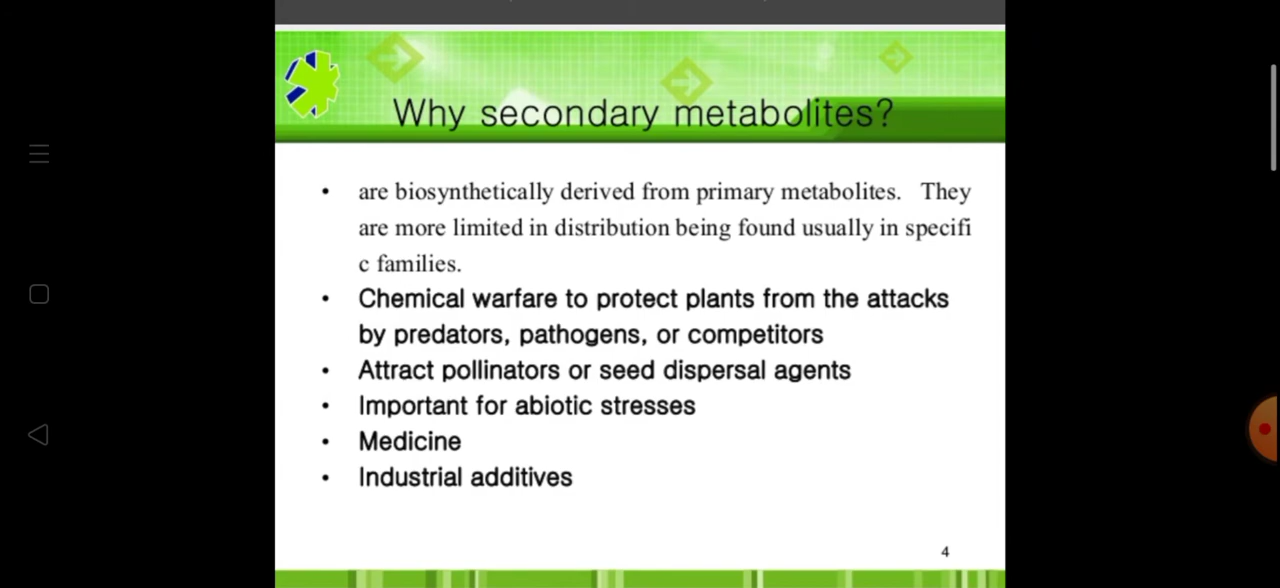 Why secondary metabolites?
• are biosynthetically derived from primary metabolites. They
are more limited in distribution being found usually in specifi
c families.
• Chemical warfare to protect plants from the attacks
by predators, pathogens, or competitors
• Attract pollinators or seed dispersal agents
• Important for abiotic stresses
• Medicine
• Industrial additives
4